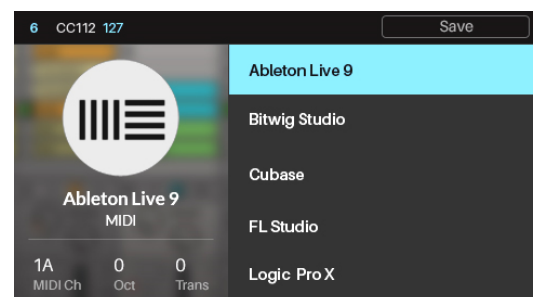 6 CC112 127 Save
Ableton Live 9
MIDI
1A 0 0
MIDI Ch Oct Trans
Ableton Live 9
Bitwig Studio
Cubase
FL Studio
Logic Pro X